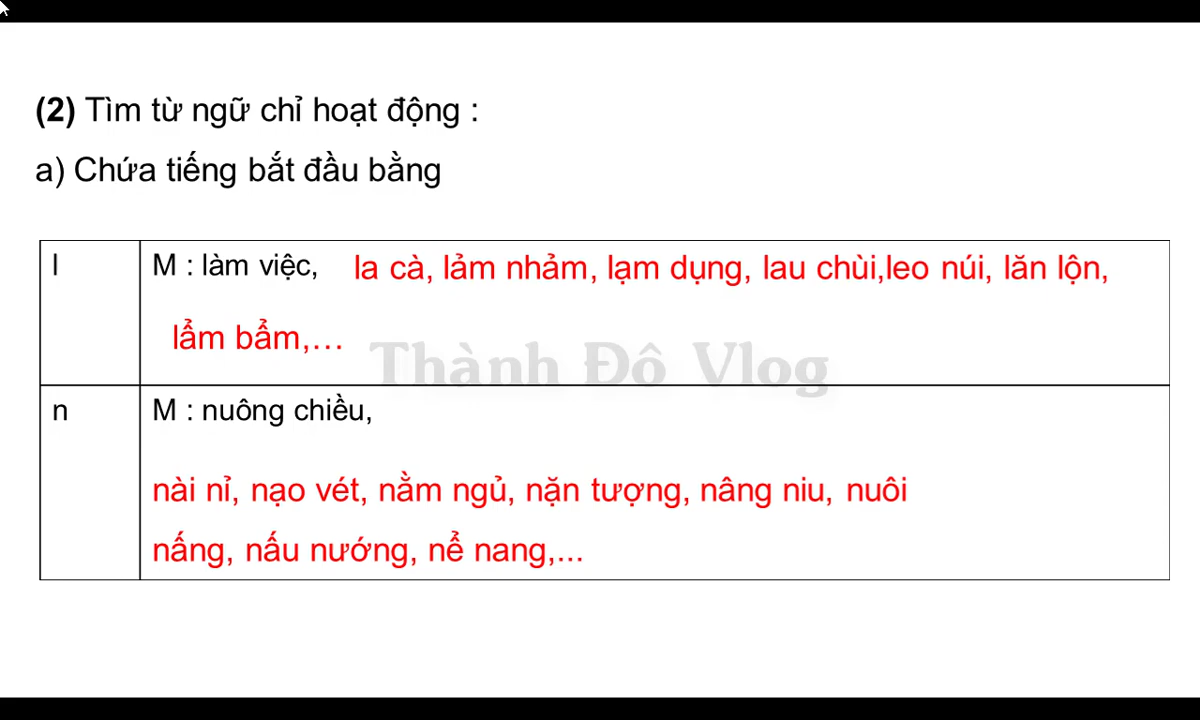 (2) Tìm từ ngữ chỉ hoạt động :
a) Chứa tiếng bắt đầu bằng
l
M : làm việc, la cà, lảm nhảm, lạm dụng, lau chùi,leo núi, lăn lộn,
lẩm bẩm,...
Thành Đô Vlog
n
M : nuông chiều,
nài nỉ, nạo vét, nằm ngủ, nặn tượng, nâng niu, nuôi
nấng, nấu nướng, nể nang,...